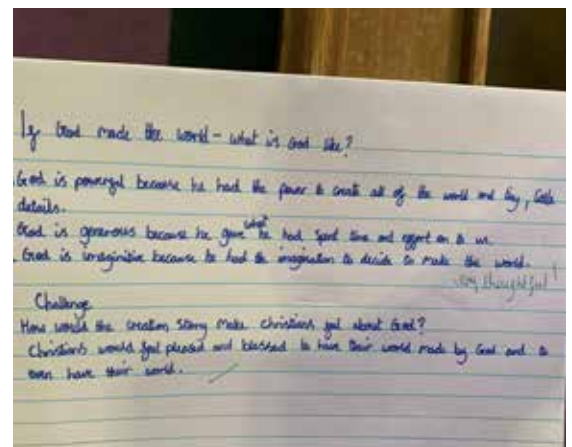 If God made the world - what is God like?
God is powerful because he had the power to create all of the world and tiny, little
details.
God is generous because he gave what he had spent time and effort on to us.
God is imaginitive because he had the imagination to decide to make the world.
very thoughtful!
Challenge
How would the creation story make christians feel about God?
Christians would feel pleased and blessed to have their world made by God and to
even have their world.